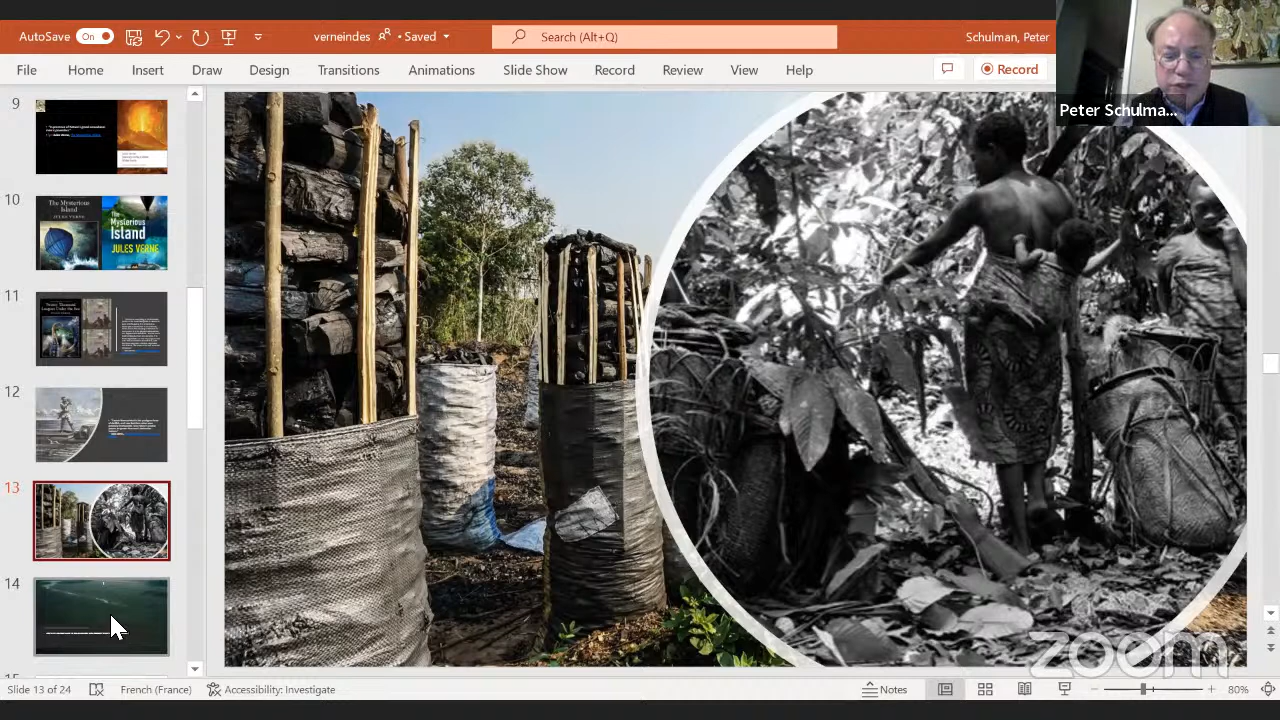 AutoSave
On
verneindes
• Saved
Search (Alt+Q)
Schulman, Peter
File
Home
Insert
Draw
Design
Transitions
Animations
Slide Show
Record
Review
View
Help
Record
Peter Schulma...
9
10
The Mysterious
Island
JULES VERNE
The
Mysterious
Island
JULES VERNE
11
12
13
14
zoom
Slide 13 of 24
French (France)
Accessibility: Investigate
Notes
80%